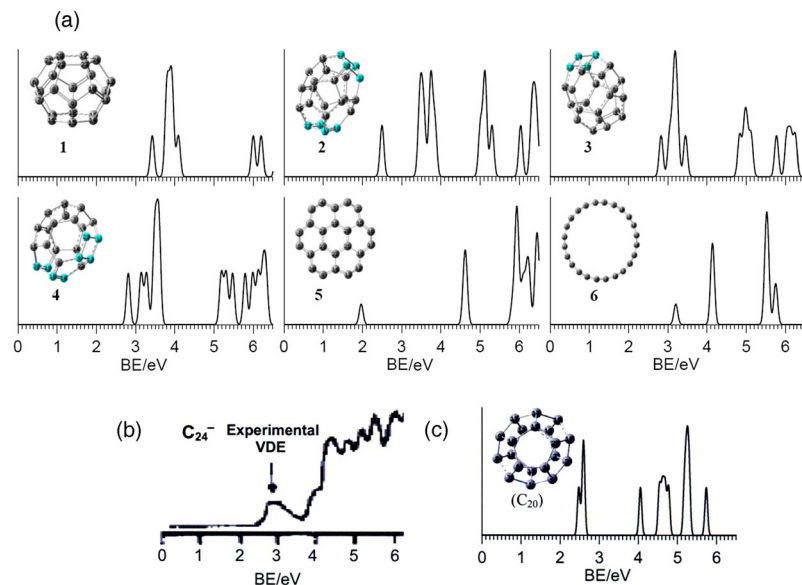 (a)
1
2
3
4
5
6
0 1 2 3 4 5 6
0 1 2 3 4 5 6
0 1 2 3 4 5 6
BE/eV
BE/eV
BE/eV
(b)
C24⁻ Experimental
VDE
0 1 2 3 4 5 6
BE/eV
(c)
(C20)
0 1 2 3 4 5 6
BE/eV